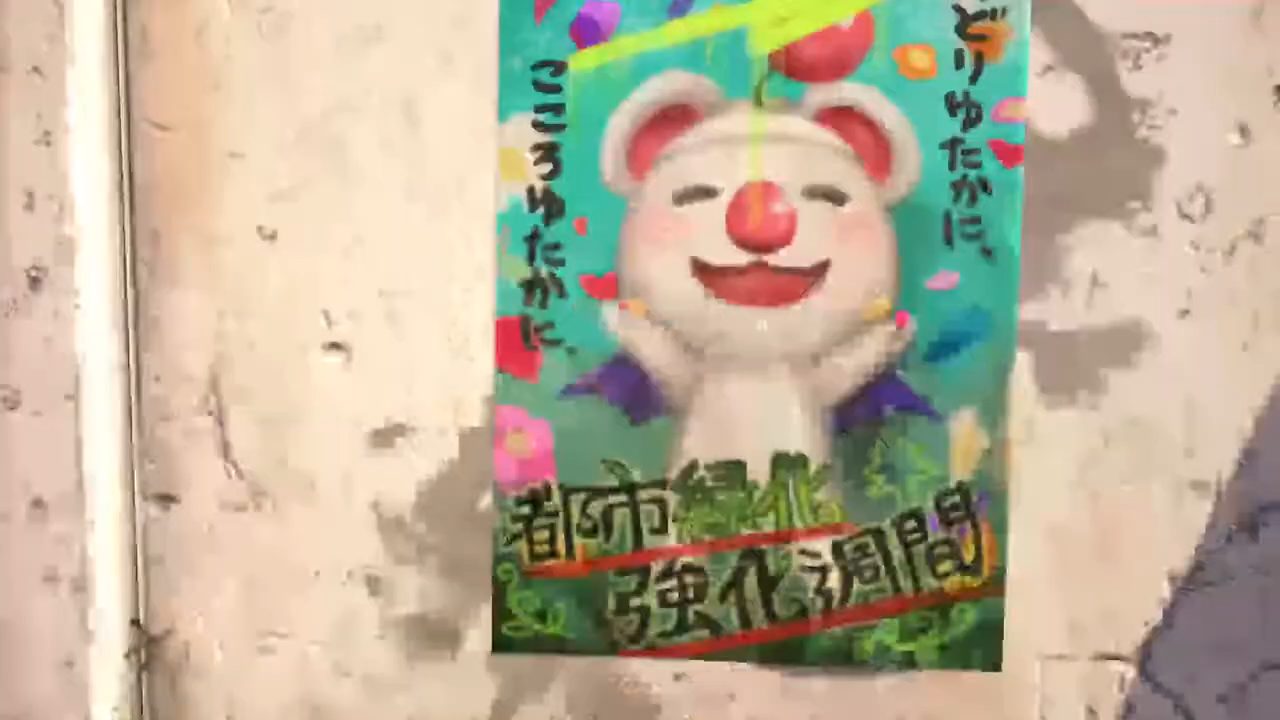 どりゆたかに、
こころゆたかに、
都市緑化
強化週間